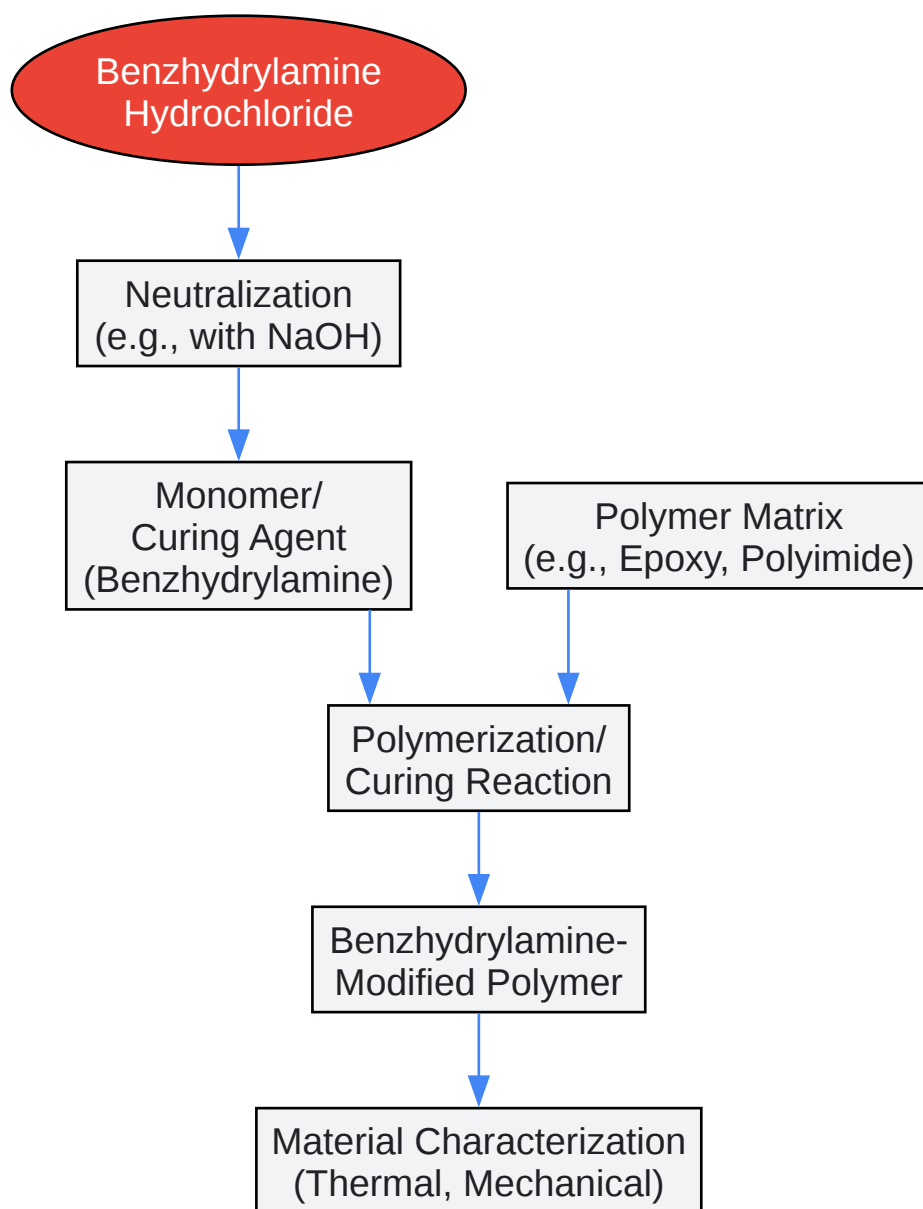 Benzhydrylamine
Hydrochloride
Neutralization
(e.g., with NaOH)
Monomer/
Curing Agent
(Benzhydrylamine)
Polymer Matrix
(e.g., Epoxy, Polyimide)
Polymerization/
Curing Reaction
Benzhydrylamine-
Modified Polymer
Material Characterization
(Thermal, Mechanical)